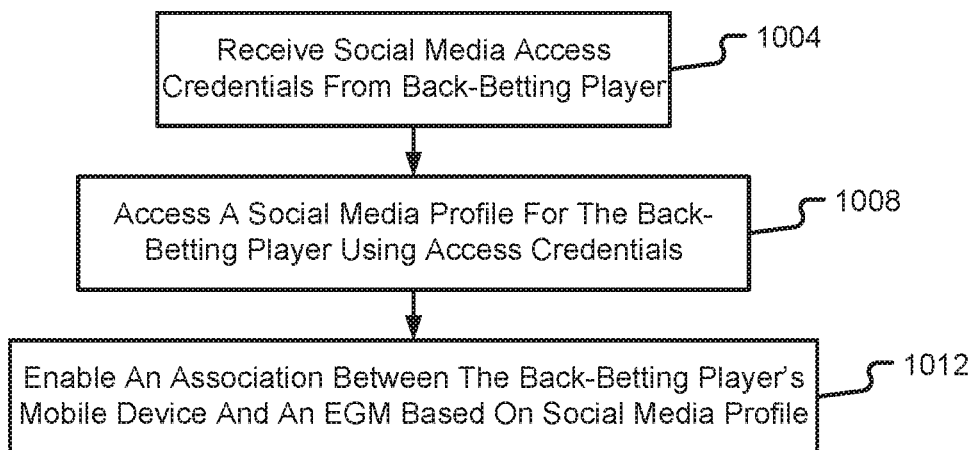 Receive Social Media Access
Credentials From Back-Betting Player
1004
Access A Social Media Profile For The Back-
Betting Player Using Access Credentials
1008
Enable An Association Between The Back-Betting Player's
Mobile Device And An EGM Based On Social Media Profile
1012